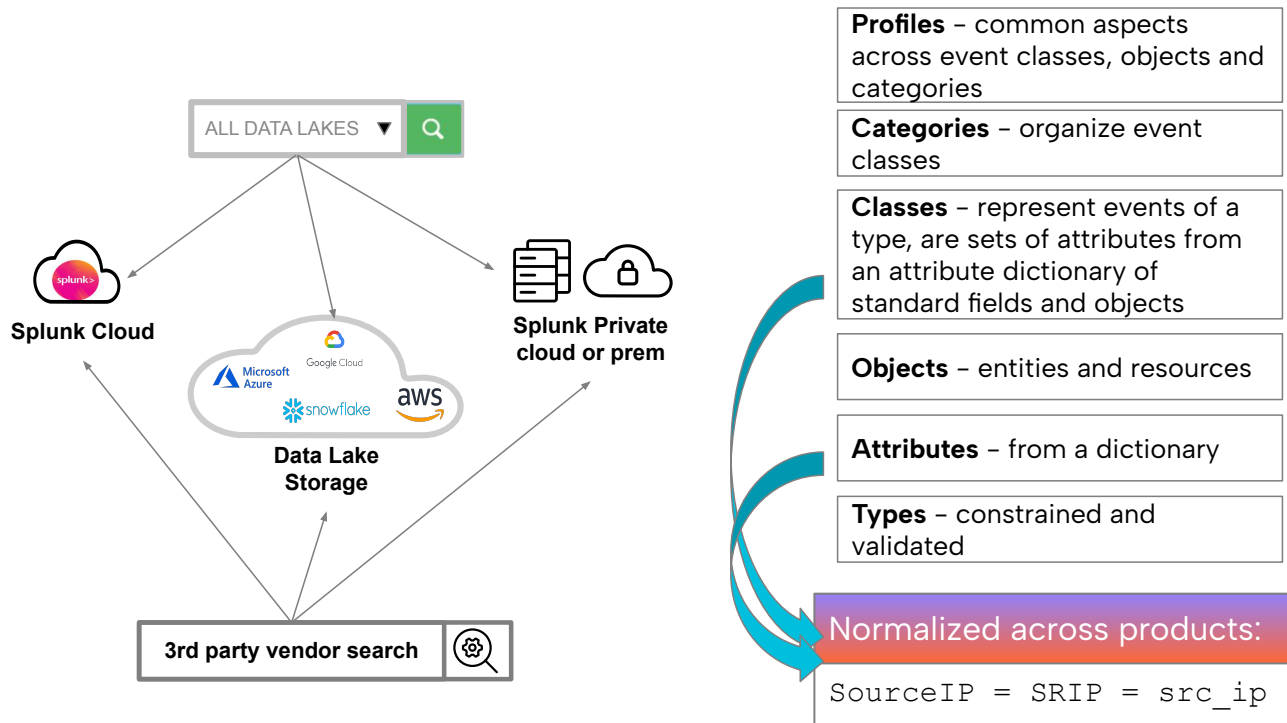 ALL DATA LAKES
splunk>
Splunk Cloud
Splunk Private
cloud or prem
Google Cloud
Microsoft
Azure
snowflake
aws
Data Lake
Storage
3rd party vendor search
Profiles – common aspects
across event classes, objects and
categories
Categories – organize event
classes
Classes – represent events of a
type, are sets of attributes from
an attribute dictionary of
standard fields and objects
Objects – entities and resources
Attributes – from a dictionary
Types – constrained and
validated
Normalized across products:
SourceIP = SRIP = src_ip